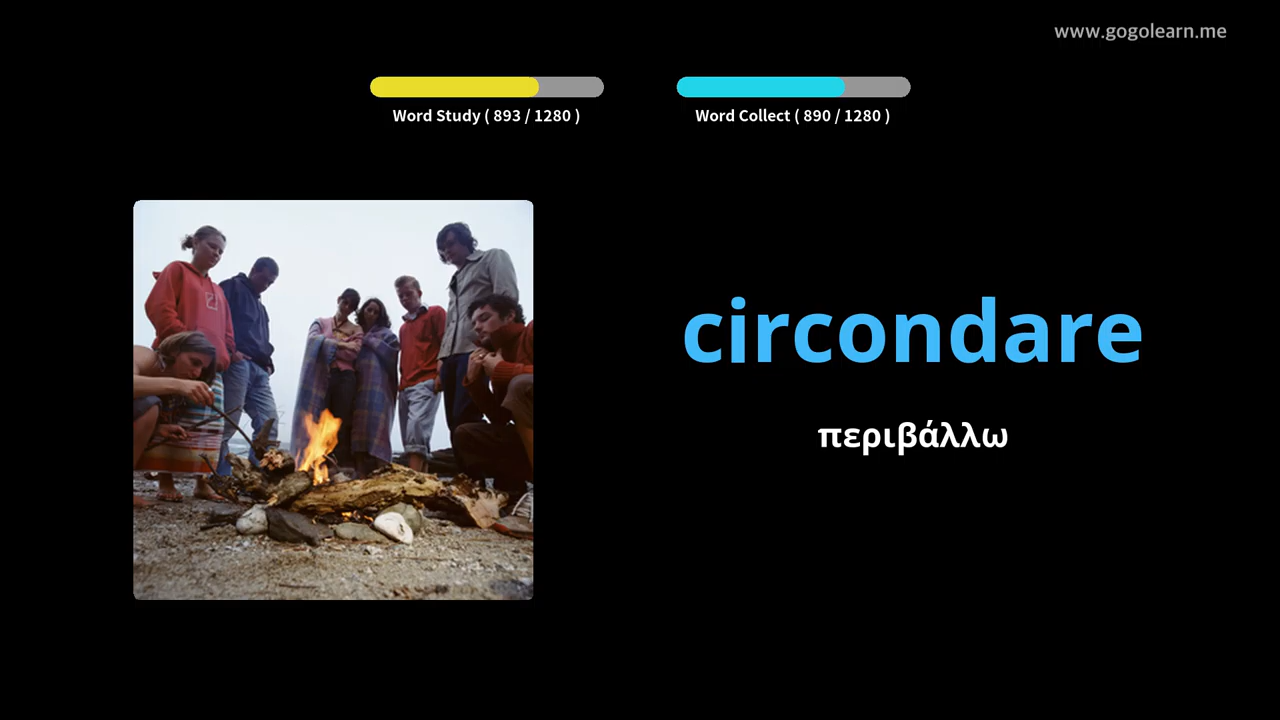 www.gogolearn.me
Word Study ( 893 / 1280 )
Word Collect ( 890 / 1280 )
circondare
περιβάλλω